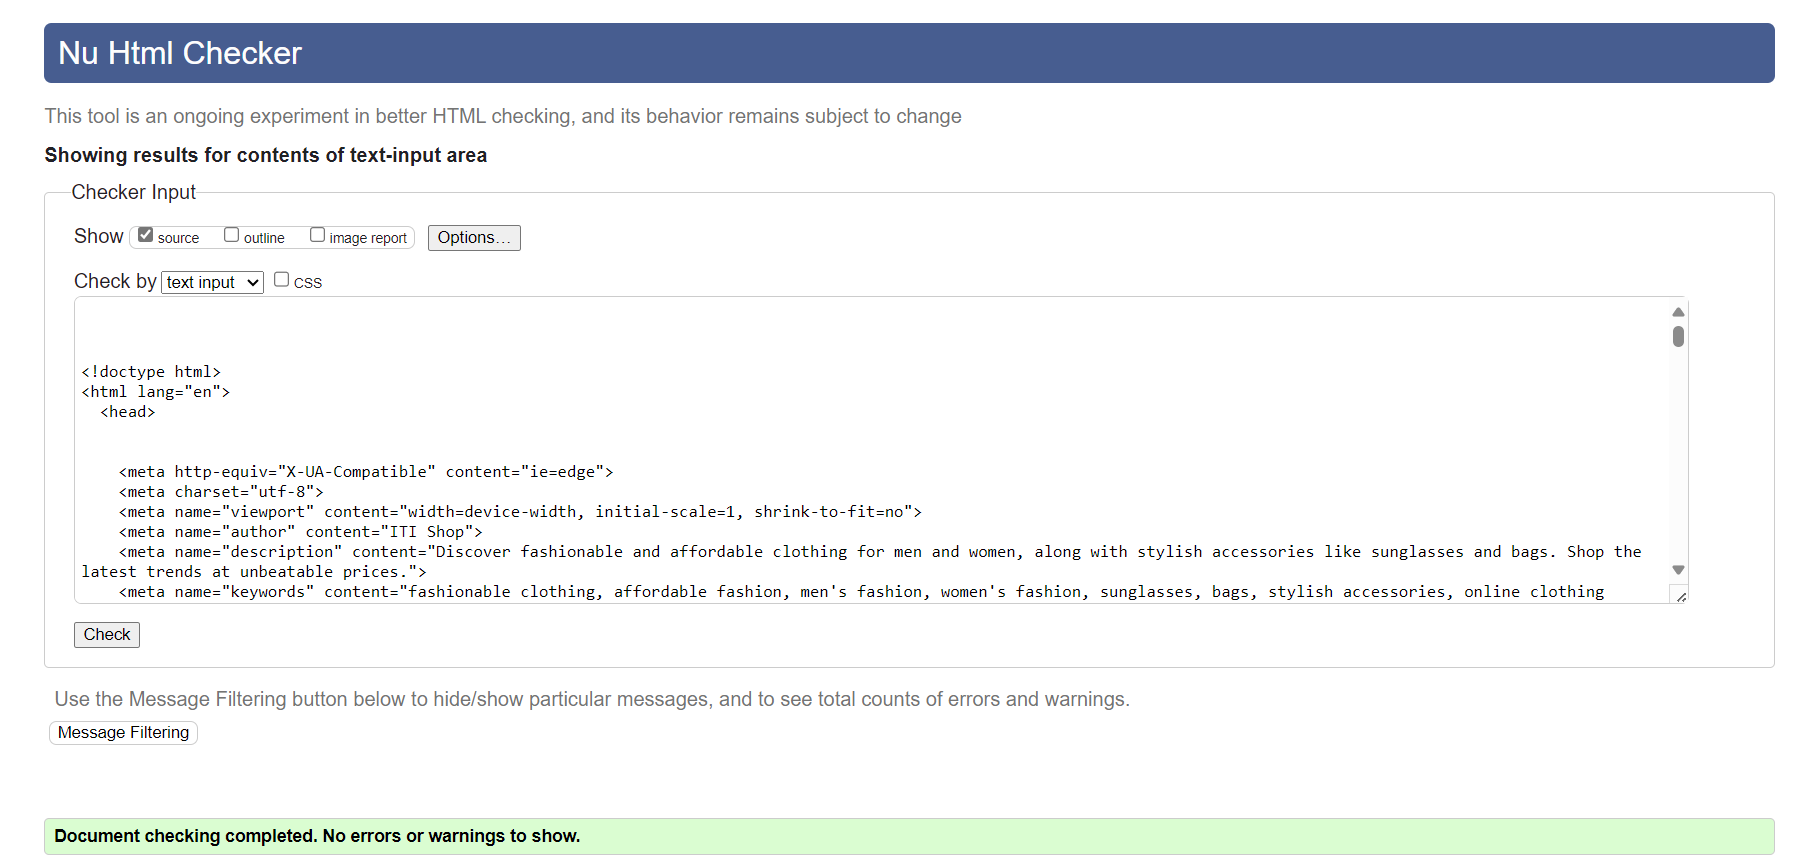 Nu Html Checker
This tool is an ongoing experiment in better HTML checking, and its behavior remains subject to change
Showing results for contents of text-input area
Checker Input
Show source outline image report Options...
Check by text input CSS
<!doctype html>
<html lang="en">
<head>
<meta http-equiv="X-UA-Compatible" content="ie=edge">
<meta charset="utf-8">
<meta name="viewport" content="width=device-width, initial-scale=1, shrink-to-fit=no">
<meta name="author" content="ITI Shop">
<meta name="description" content="Discover fashionable and affordable clothing for men and women, along with stylish accessories like sunglasses and bags. Shop the
latest trends at unbeatable prices.">
<meta name="keywords" content="fashionable clothing, affordable fashion, men's fashion, women's fashion, sunglasses, bags, stylish accessories, online clothing
Check
Use the Message Filtering button below to hide/show particular messages, and to see total counts of errors and warnings.
Message Filtering
Document checking completed. No errors or warnings to show.